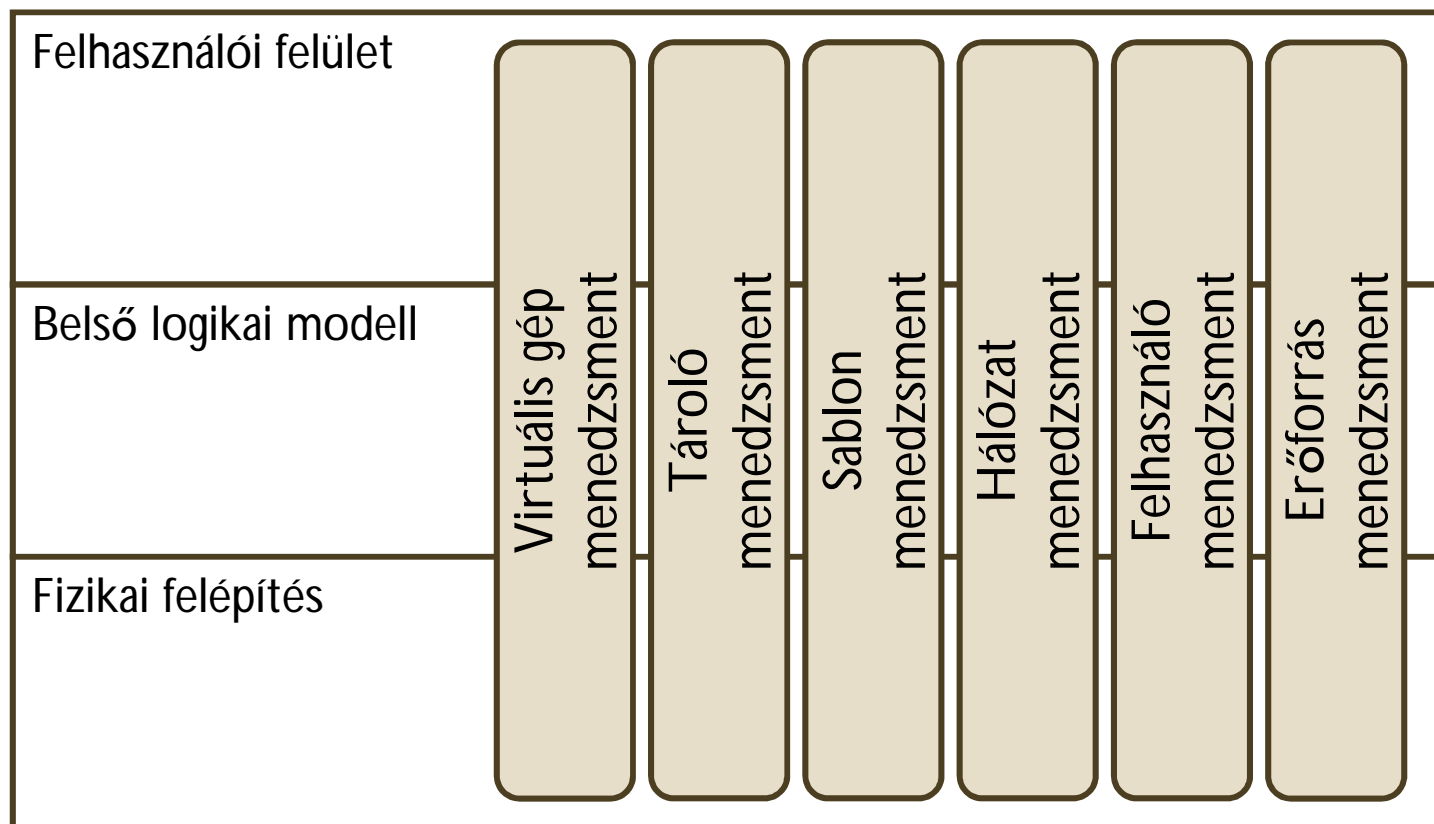 Felhasználói felület
Belső logikai modell
Fizikai felépítés
Virtuális gép
menedzsment
Tároló
menedzsment
Sablon
menedzsment
Hálózat
menedzsment
Felhasználó
menedzsment
Erőforrás
menedzsment